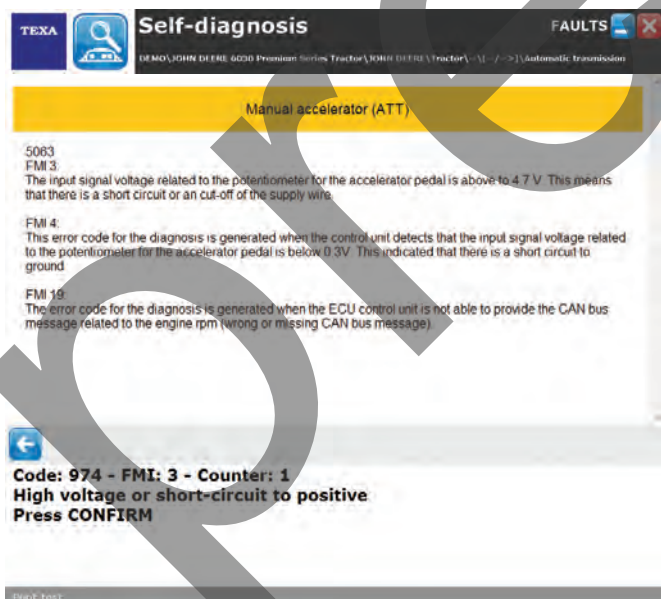 TEXA
Self-diagnosis
FAULTS
DEMO\JOHN DEERE 6030 Premium Series Tractor\JOHN DEERE\Tractor\--\[--/-->]\Automatic trasmission
Manual accelerator (ATT)
5063
FMI 3:
The input signal voltage related to the potentiometer for the accelerator pedal is above to 4.7 V. This means
that there is a short circuit or an cut-off of the supply wire.
FMI 4:
This error code for the diagnosis is generated when the control unit detects that the input signal voltage related
to the potentiometer for the accelerator pedal is below 0.3V. This indicated that there is a short circuit to
ground.
FMI 19:
The error code for the diagnosis is generated when the ECU control unit is not able to provide the CAN bus
message related to the engine rpm (wrong or missing CAN bus message).
Code: 974 - FMI: 3 - Counter: 1
High voltage or short-circuit to positive
Press CONFIRM